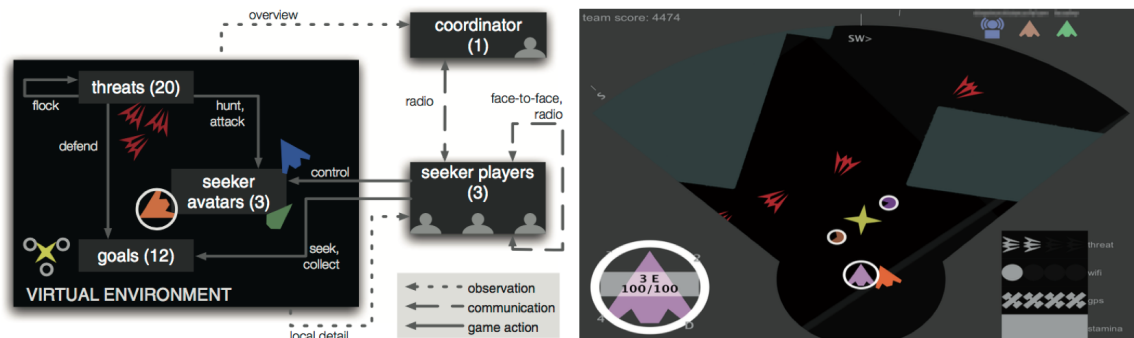 overview
coordinator
(1)
threats (20)
flock
hunt,
attack
defend
radio
face-to-face,
radio
control
seeker players
(3)
seeker
avatars (3)
goals (12)
seek,
collect
VIRTUAL ENVIRONMENT
local detail
observation
communication
game action
team score: 4474
SW>
S
3 E
100/100
2
4
D
threat
wifi
gps
stamina